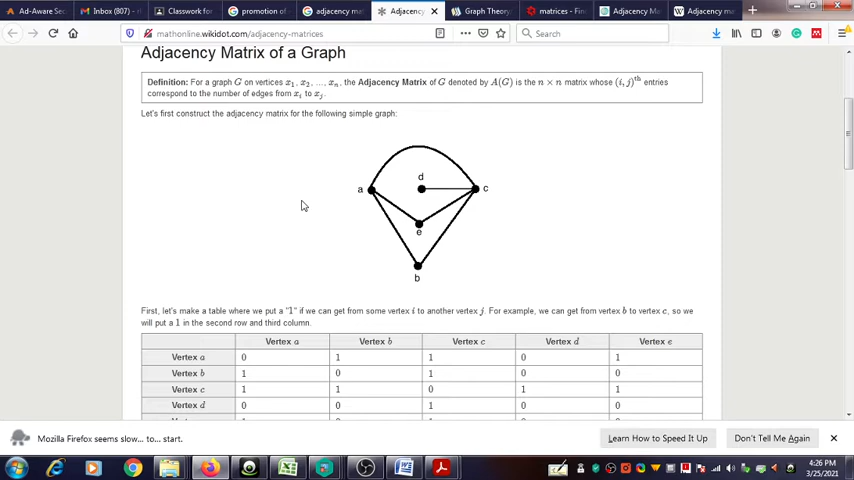 Ad-Aware Sec
Inbox (807) - r
Classwork for
promotion of
adjacency ma
Adjacency
Graph Theory,
matrices - Fin
Adjacency Ma
Adjacency ma
mathonline.wikidot.com/adjacency-matrices
Search
Adjacency Matrix of a Graph
Definition: For a graph G on vertices x1, x2, ..., xn, the Adjacency Matrix of G denoted by A(G) is the n × n matrix whose (i, j)th entries
correspond to the number of edges from xi to xj.
Let's first construct the adjacency matrix for the following simple graph:
d
a c
e
b
First, let's make a table where we put a "1" if we can get from some vertex i to another vertex j. For example, we can get from vertex b to vertex c, so we
will put a 1 in the second row and third column.
Vertex a Vertex b Vertex c Vertex d Vertex e
Vertex a 0 1 1 0 1
Vertex b 1 0 1 0 0
Vertex c 1 1 0 1 1
Vertex d 0 0 1 0 0
Mozilla Firefox seems slow... to... start.
Learn How to Speed It Up
Don't Tell Me Again
4:26 PM
3/25/2021